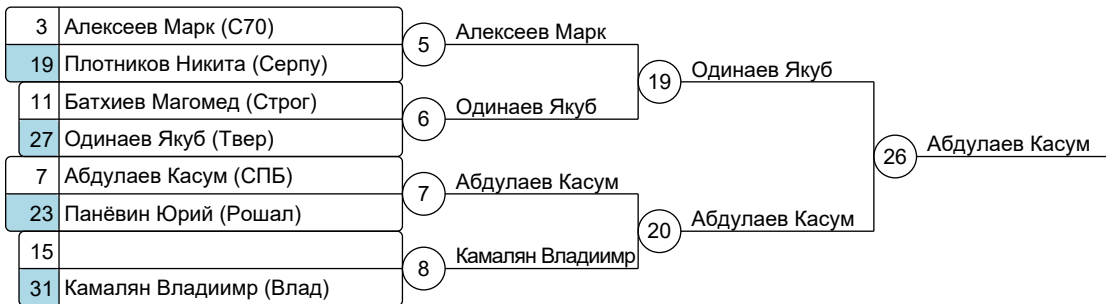 3 Алексеев Марк (С70)
19 Плотников Никита (Серпу)
11 Батхиев Магомед (Строг)
27 Одинаев Якуб (Твер)
7 Абдулаев Касум (СПБ)
23 Панёвин Юрий (Рошал)
15
31 Камалян Владиимр (Влад)
5 Алексеев Марк
6 Одинаев Якуб
7 Абдулаев Касум
8 Камалян Владиимр
19 Одинаев Якуб
20 Абдулаев Касум
26 Абдулаев Касум